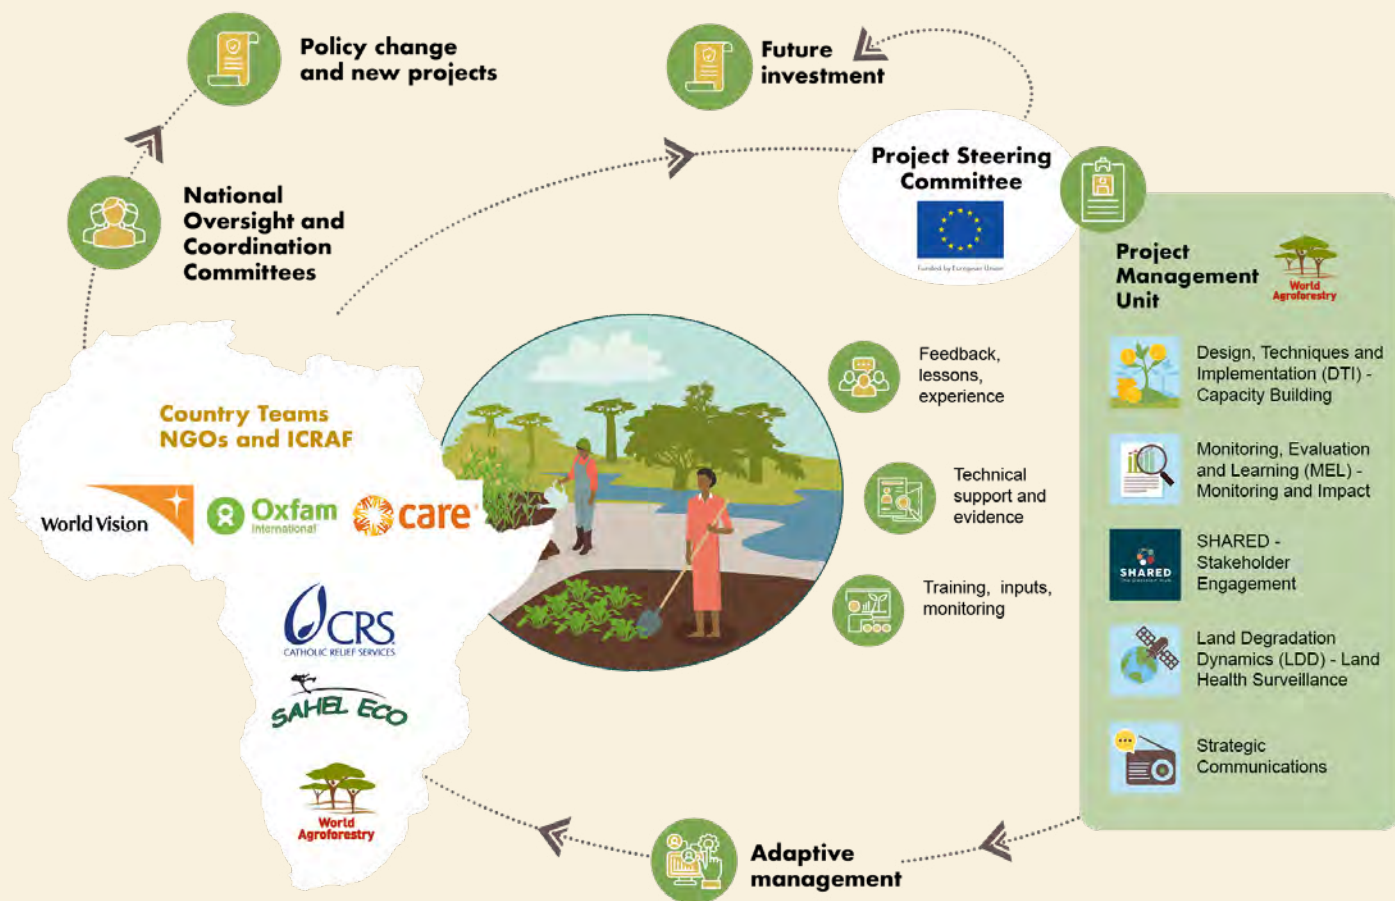 Policy change
and new projects
Future
investment
Project Steering
Committee
Funded by European Union
National
Oversight and
Coordination
Committees
Project
Management
Unit
World
Agroforestry
Design, Techniques and
Implementation (DTI) -
Capacity Building
Monitoring, Evaluation
and Learning (MEL) -
Monitoring and Impact
SHARED
SHARED -
Stakeholder
Engagement
Land Degradation
Dynamics (LDD) - Land
Health Surveillance
Strategic
Communications
Feedback,
lessons,
experience
Technical
support and
evidence
Training, inputs,
monitoring
Country Teams
NGOs and ICRAF
World Vision
Oxfam
International
care
CRS
CATHOLIC RELIEF SERVICES
SAHEL ECO
World
Agroforestry
Adaptive
management